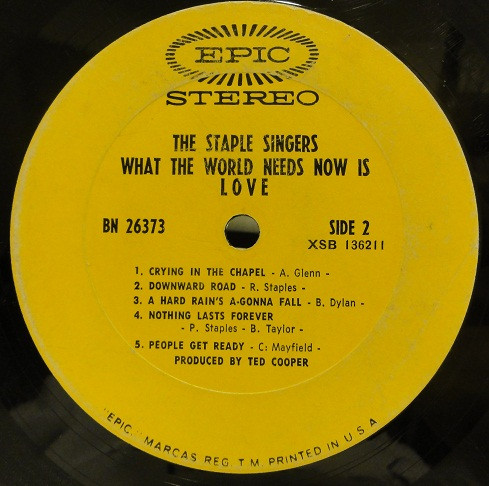 EPIC
STEREO
THE STAPLE SINGERS
WHAT THE WORLD NEEDS NOW IS
LOVE
BN 26373
SIDE 2
XSB 136211
1. CRYING IN THE CHAPEL - A. Glenn -
2. DOWNWARD ROAD - R. Staples -
3. A HARD RAIN'S A-GONNA FALL - B. Dylan -
4. NOTHING LASTS FOREVER
- P. Staples - B. Taylor -
5. PEOPLE GET READY - C: Mayfield -
PRODUCED BY TED COOPER
"EPIC," MARCAS REG. T.M. PRINTED IN U S A